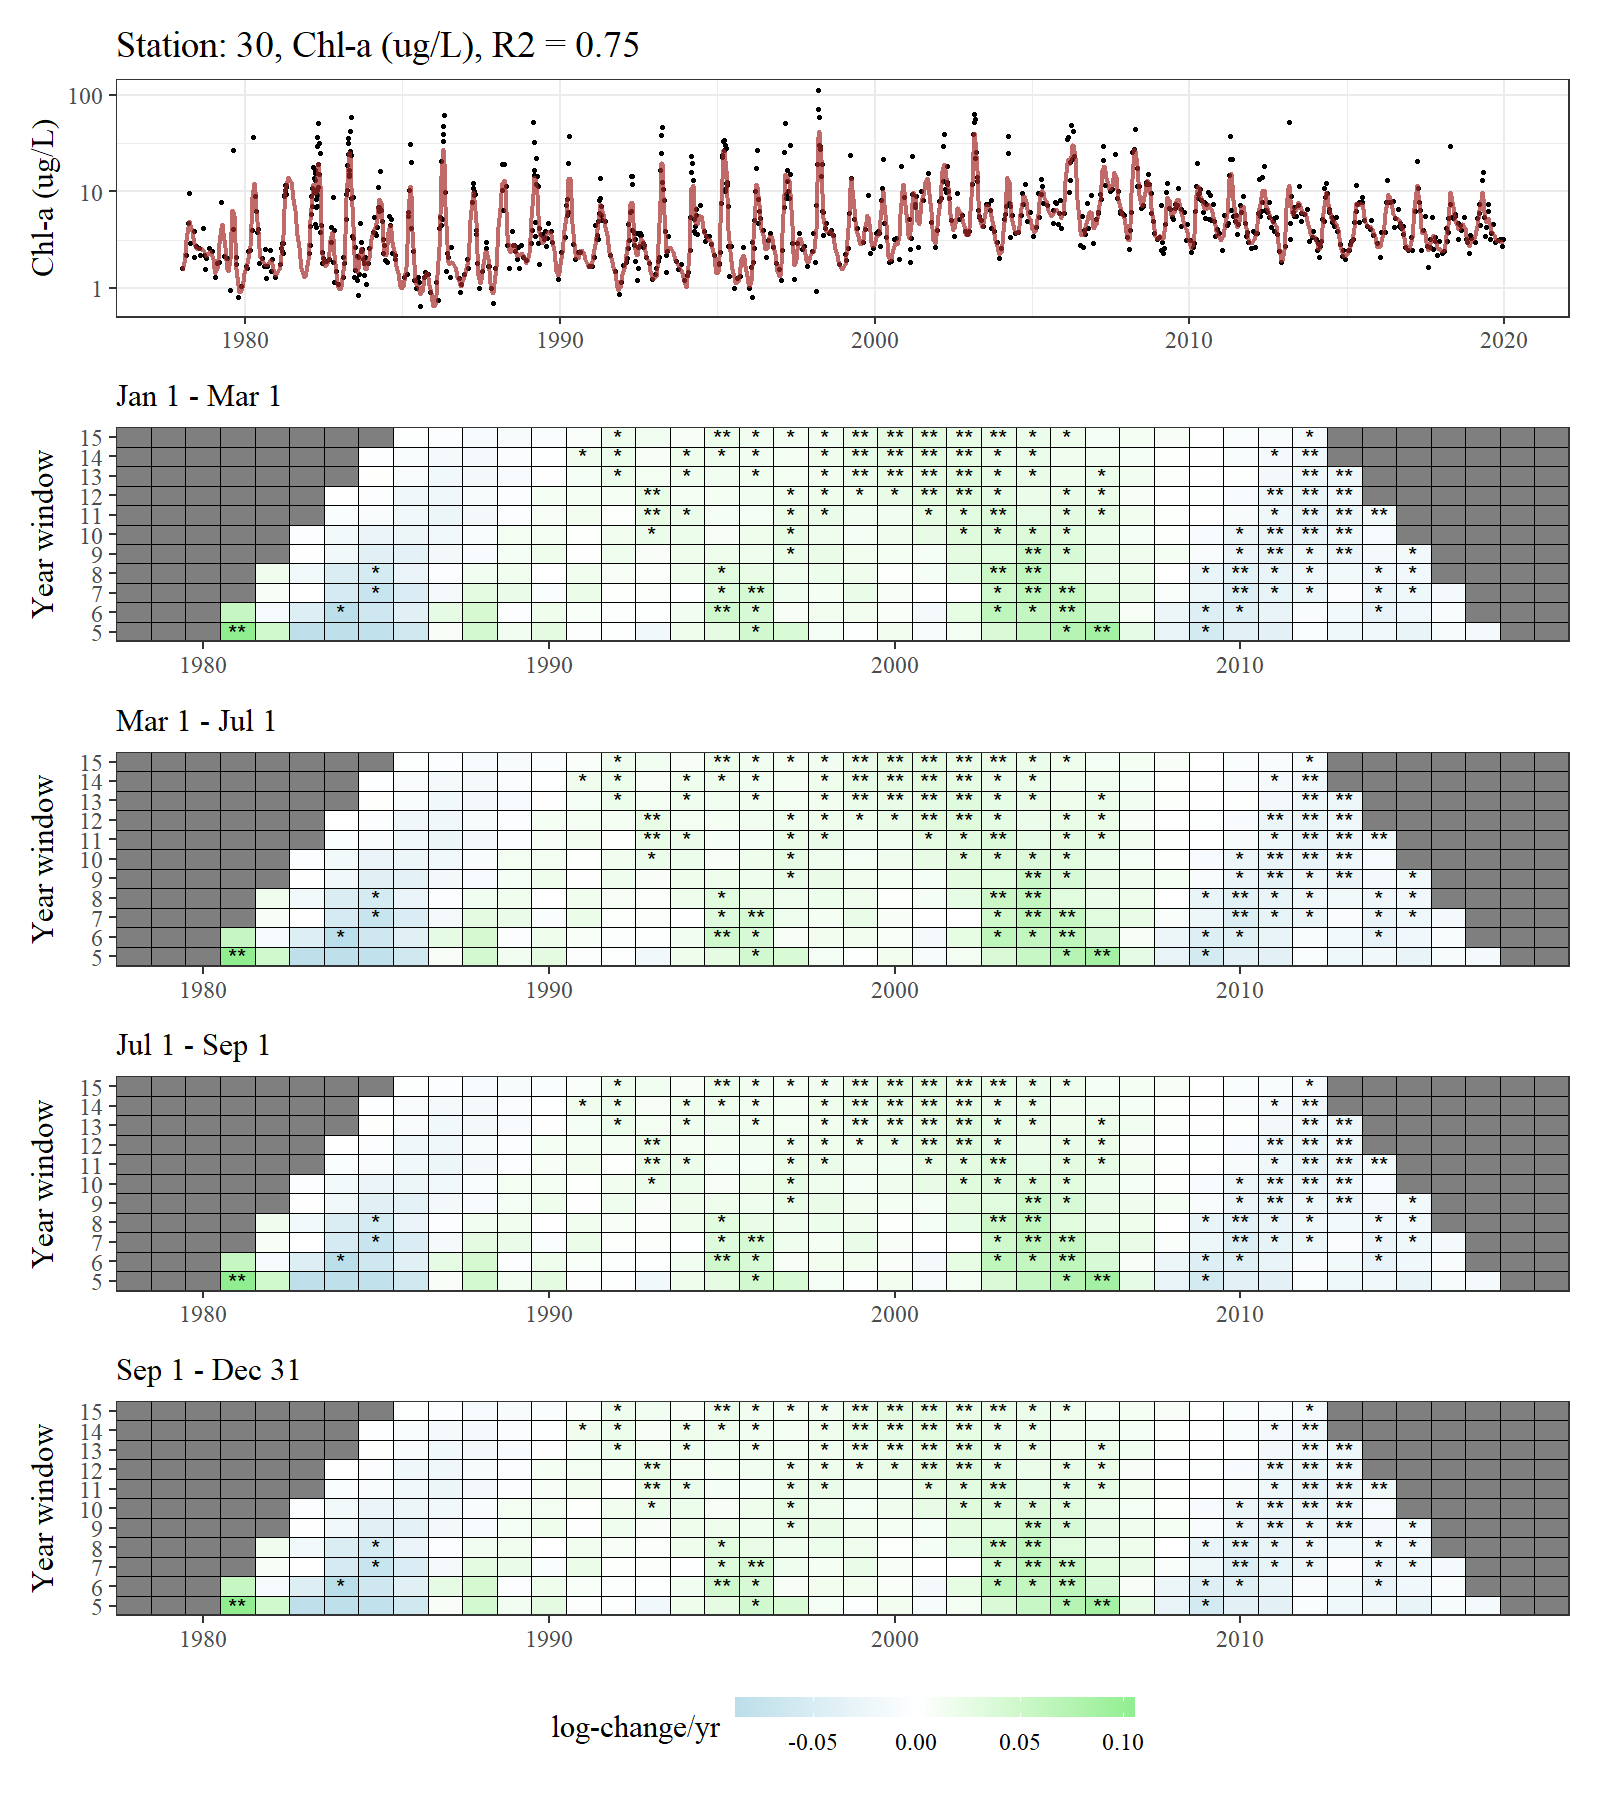 Station: 30, Chl-a (ug/L), R2 = 0.75
Chl-a (ug/L)
100
10
1
1980 1990 2000 2010 2020
Jan 1 - Mar 1
Year window
15
14
13
12
11
10
9
8
7
6
5
1980 1990 2000 2010
Mar 1 - Jul 1
Year window
15
14
13
12
11
10
9
8
7
6
5
1980 1990 2000 2010
Jul 1 - Sep 1
Year window
15
14
13
12
11
10
9
8
7
6
5
1980 1990 2000 2010
Sep 1 - Dec 31
Year window
15
14
13
12
11
10
9
8
7
6
5
1980 1990 2000 2010
log-change/yr
-0.05 0.00 0.05 0.10